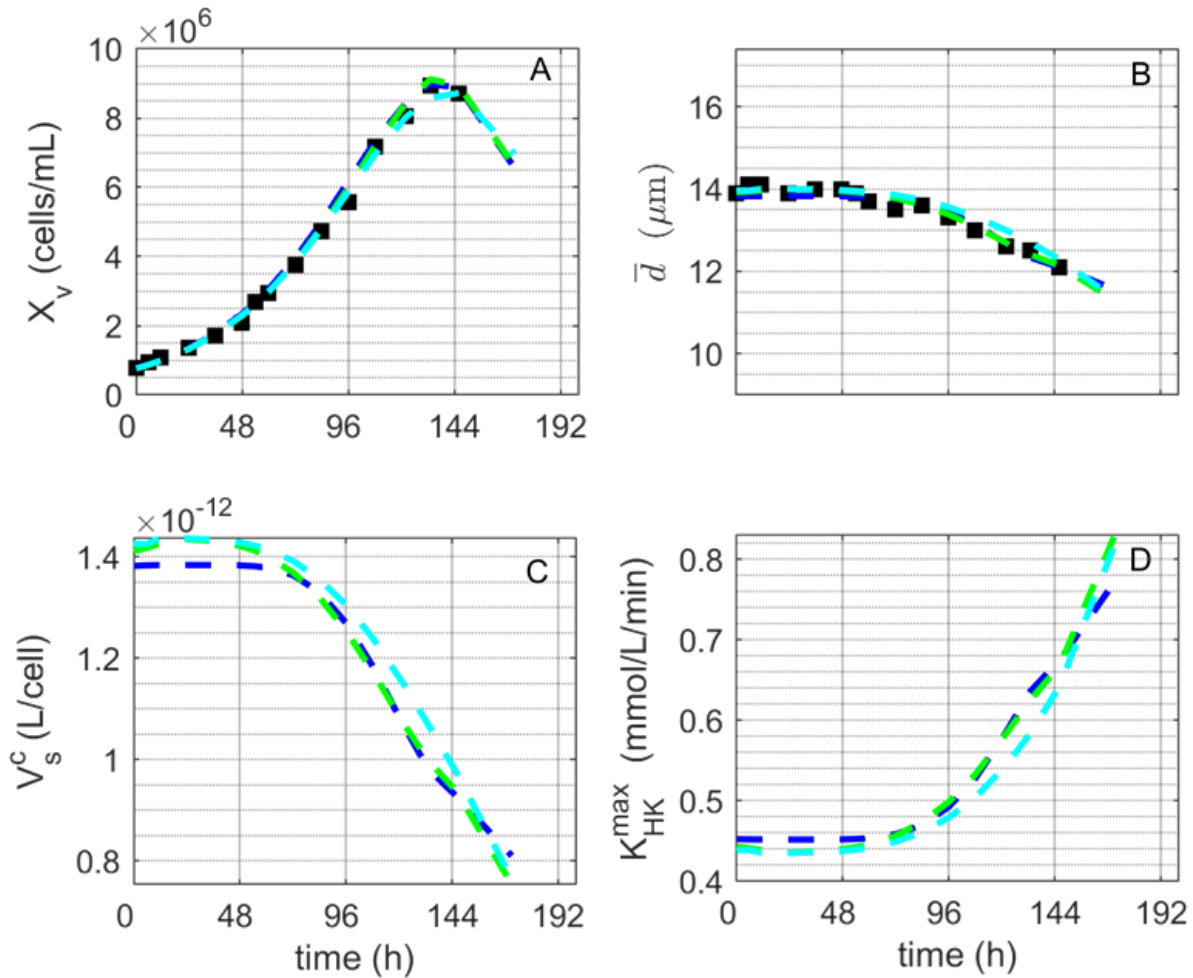 ×10⁶
A
10
8
6
4
2
0
X_v (cells/mL)
0 48 96 144 192
B
16
14
12
10
d̅ (μm)
×10⁻¹²
C
1.4
1.2
1
0.8
V_s^c (L/cell)
0 48 96 144 192
time (h)
D
0.8
0.7
0.6
0.5
0.4
K_HK^max (mmol/L/min)
0 48 96 144 192
time (h)